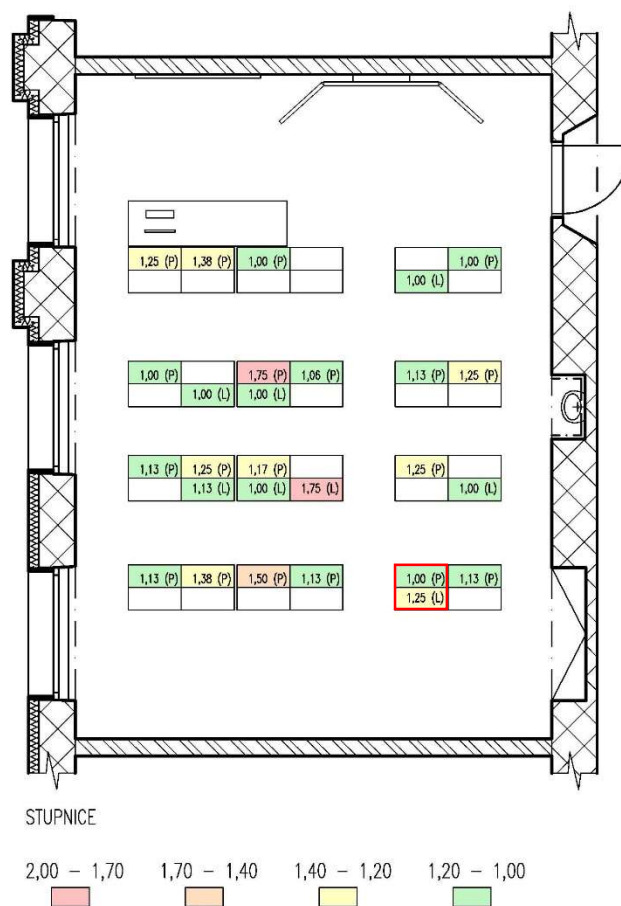 1,25 (P) 1,38 (P) 1,00 (P) 1,00 (P)
1,00 (L)
1,00 (P) 1,75 (P) 1,06 (P) 1,13 (P) 1,25 (P)
1,00 (L) 1,00 (L)
1,13 (P) 1,25 (P) 1,17 (P) 1,25 (P)
1,13 (L) 1,00 (L) 1,75 (L) 1,00 (L)
1,13 (P) 1,38 (P) 1,50 (P) 1,13 (P) 1,00 (P) 1,13 (P)
1,25 (L)
STUPNICE
2,00 – 1,70 1,70 – 1,40 1,40 – 1,20 1,20 – 1,00